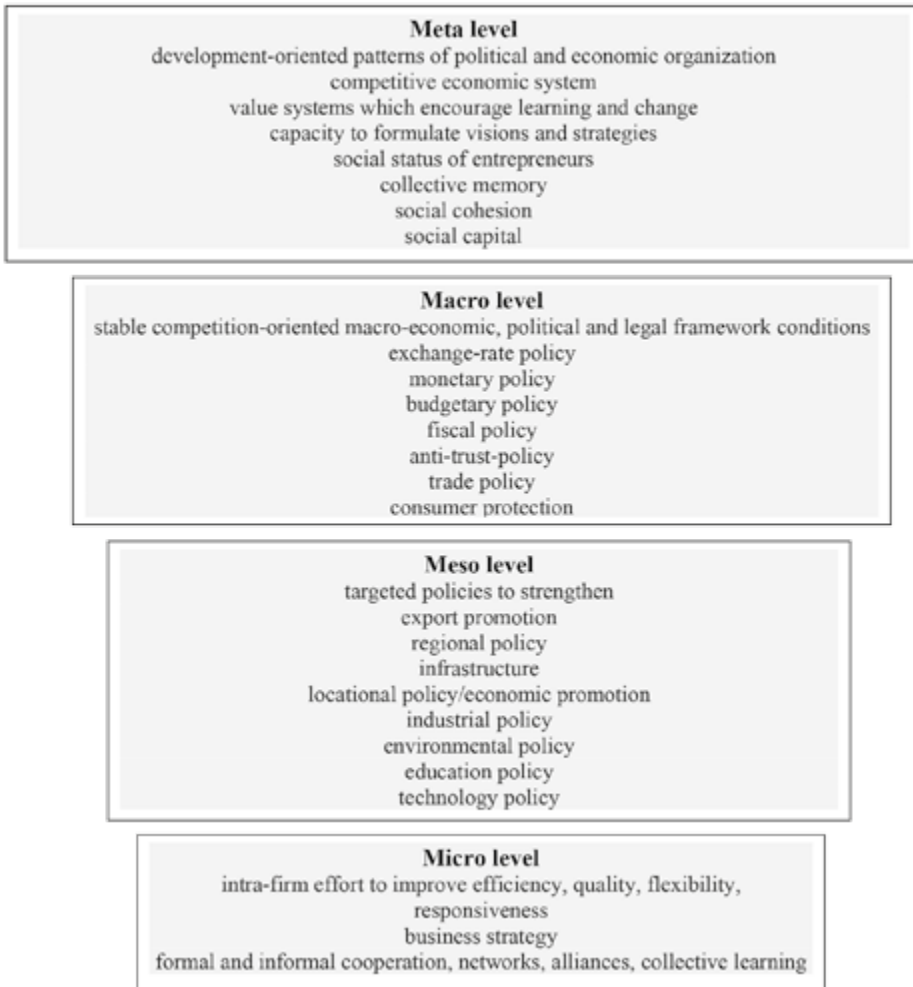 Meta level
development-oriented patterns of political and economic organization
competitive economic system
value systems which encourage learning and change
capacity to formulate visions and strategies
social status of entrepreneurs
collective memory
social cohesion
social capital
Macro level
stable competition-oriented macro-economic, political and legal framework conditions
exchange-rate policy
monetary policy
budgetary policy
fiscal policy
anti-trust-policy
trade policy
consumer protection
Meso level
targeted policies to strengthen
export promotion
regional policy
infrastructure
locational policy/economic promotion
industrial policy
environmental policy
education policy
technology policy
Micro level
intra-firm effort to improve efficiency, quality, flexibility,
responsiveness
business strategy
formal and informal cooperation, networks, alliances, collective learning